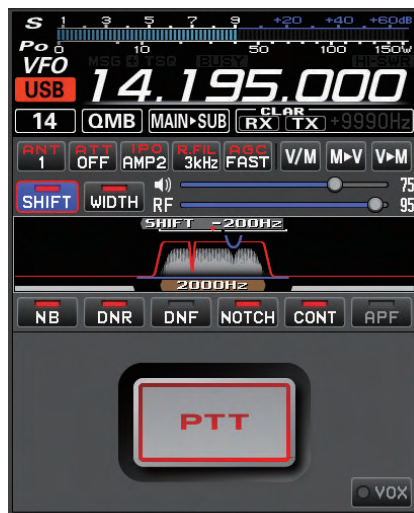 S 1 3 5 7 9 +20 +40 +60dB
Po 0 10 50 100 150W
VFO MSG TSQ BUSY HI-SWR
USB 14.195.000
14 QMB MAIN▸SUB CLAR RX TX +9990Hz
ANT 1 ATT OFF IPO AMP2 R.FIL 3kHz AGC FAST V/M M▸V V▸M
SHIFT WIDTH 75
RF 95
SHIFT -200Hz
2000Hz
NB DNR DNF NOTCH CONT APF
PTT
VOX